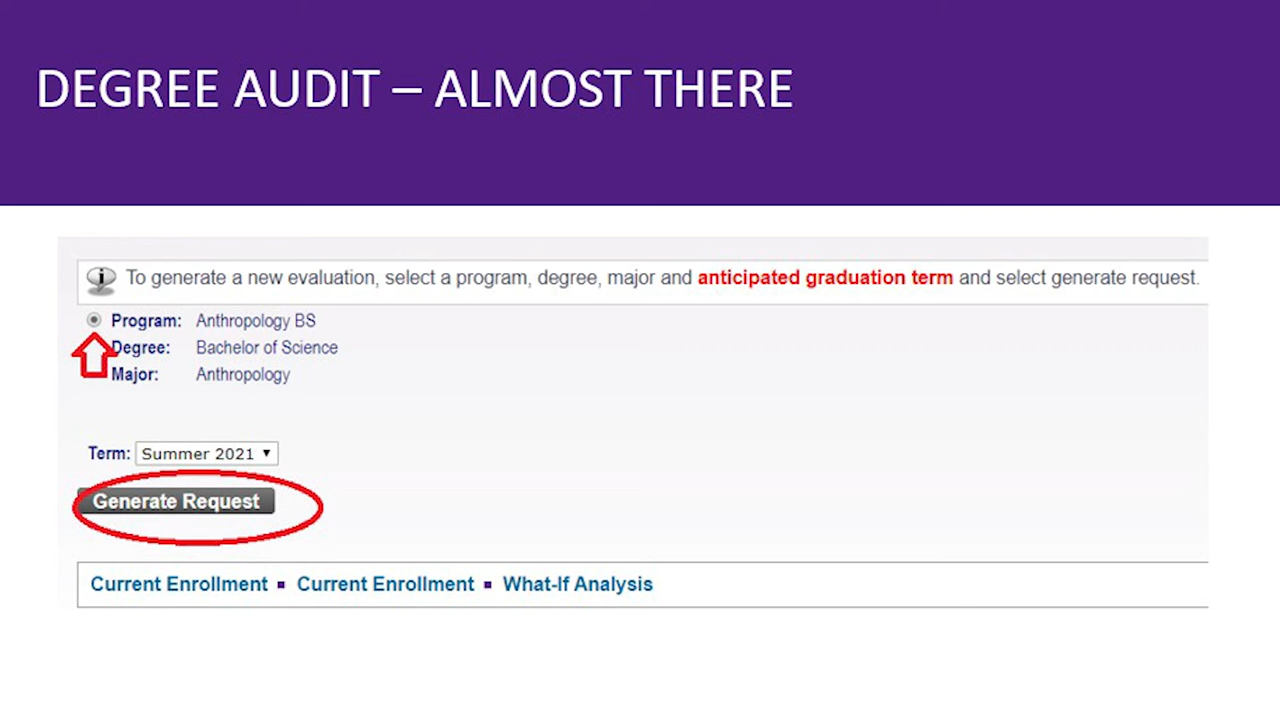 DEGREE AUDIT – ALMOST THERE
To generate a new evaluation, select a program, degree, major and anticipated graduation term and select generate request.
Program: Anthropology BS
Degree: Bachelor of Science
Major: Anthropology
Term: Summer 2021
Generate Request
Current Enrollment ▪ Current Enrollment ▪ What-If Analysis